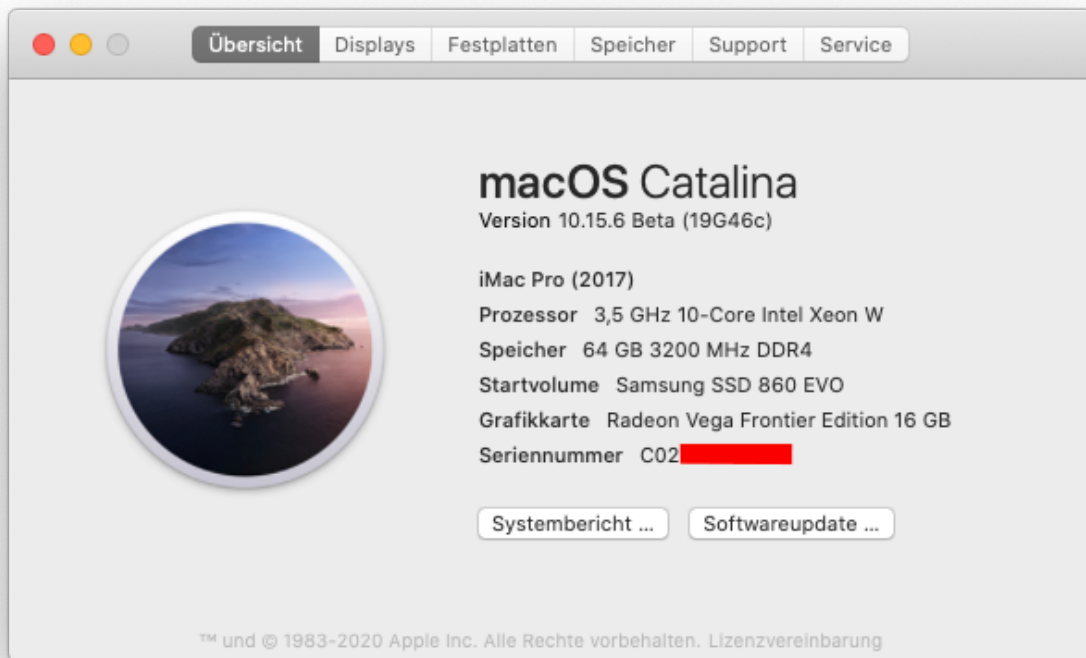 Übersicht Displays Festplatten Speicher Support Service
macOS Catalina
Version 10.15.6 Beta (19G46c)
iMac Pro (2017)
Prozessor 3,5 GHz 10-Core Intel Xeon W
Speicher 64 GB 3200 MHz DDR4
Startvolume Samsung SSD 860 EVO
Grafikkarte Radeon Vega Frontier Edition 16 GB
Seriennummer C02
Systembericht ... Softwareupdate ...
™ und © 1983-2020 Apple Inc. Alle Rechte vorbehalten. Lizenzvereinbarung